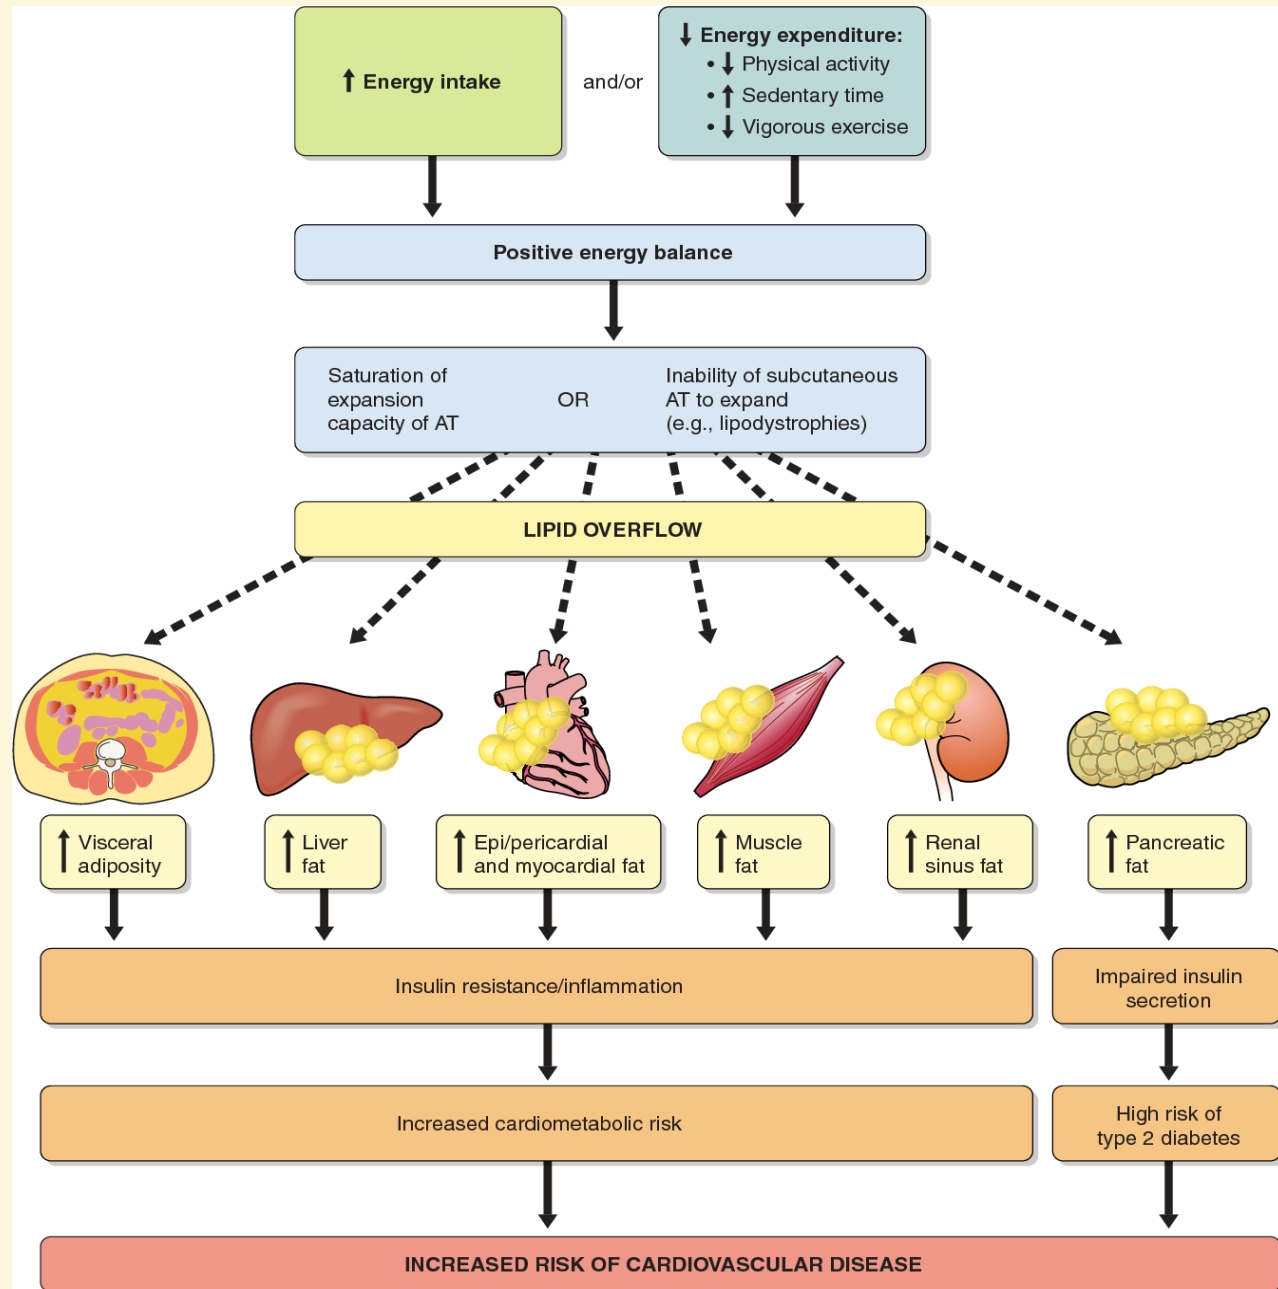 ↑ Energy intake
and/or
↓ Energy expenditure:
• ↓ Physical activity
• ↑ Sedentary time
• ↓ Vigorous exercise
Positive energy balance
Saturation of
expansion
capacity of AT
OR
Inability of subcutaneous
AT to expand
(e.g., lipodystrophies)
LIPID OVERFLOW
↑ Visceral
adiposity
↑ Liver
fat
↑ Epi/pericardial
and myocardial fat
↑ Muscle
fat
↑ Renal
sinus fat
↑ Pancreatic
fat
Insulin resistance/inflammation
Impaired insulin
secretion
Increased cardiometabolic risk
High risk of
type 2 diabetes
INCREASED RISK OF CARDIOVASCULAR DISEASE